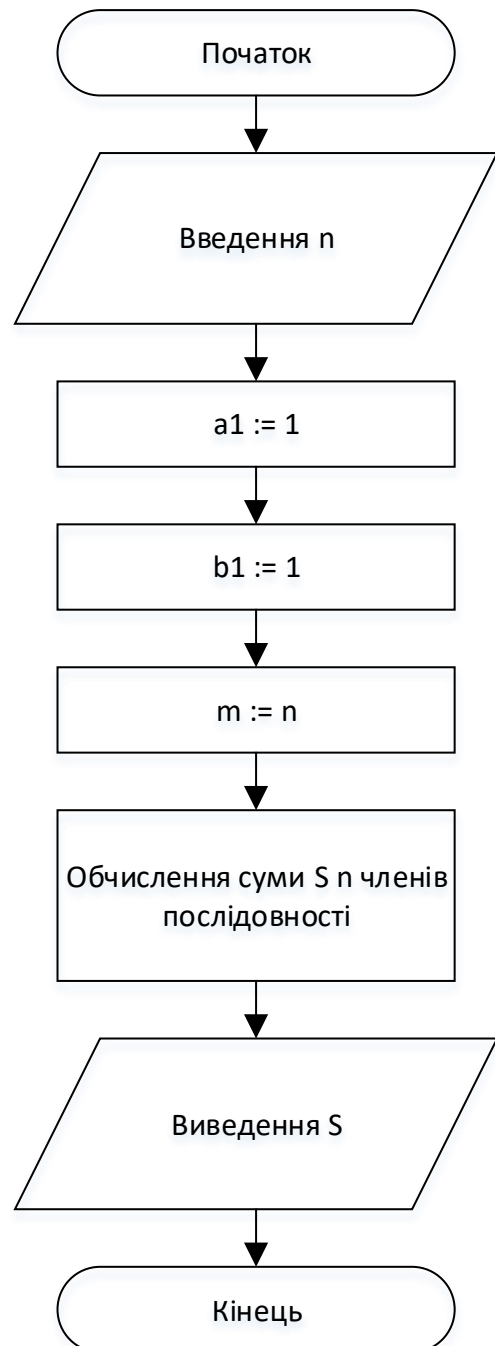 Початок
Введення n
a1 := 1
b1 := 1
m := n
Обчислення суми S n членів
послідовності
Виведення S
Кінець